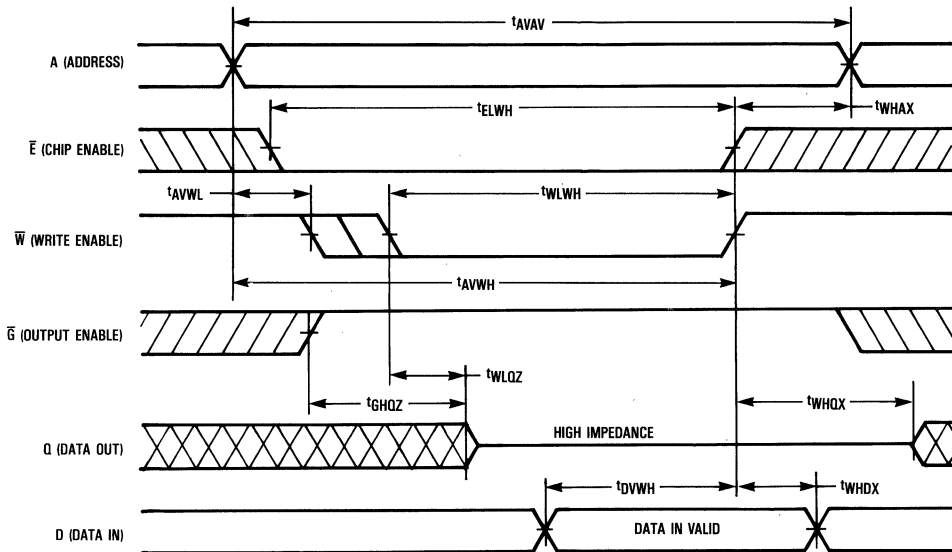 tAVAV
A (ADDRESS)
tELWH
tWHAX
E̅ (CHIP ENABLE)
tAVWL
tWLWH
W̅ (WRITE ENABLE)
tAVWH
G̅ (OUTPUT ENABLE)
tWLQZ
tGHQZ
tWHQX
Q (DATA OUT)
HIGH IMPEDANCE
tDVWH
tWHDX
D (DATA IN)
DATA IN VALID